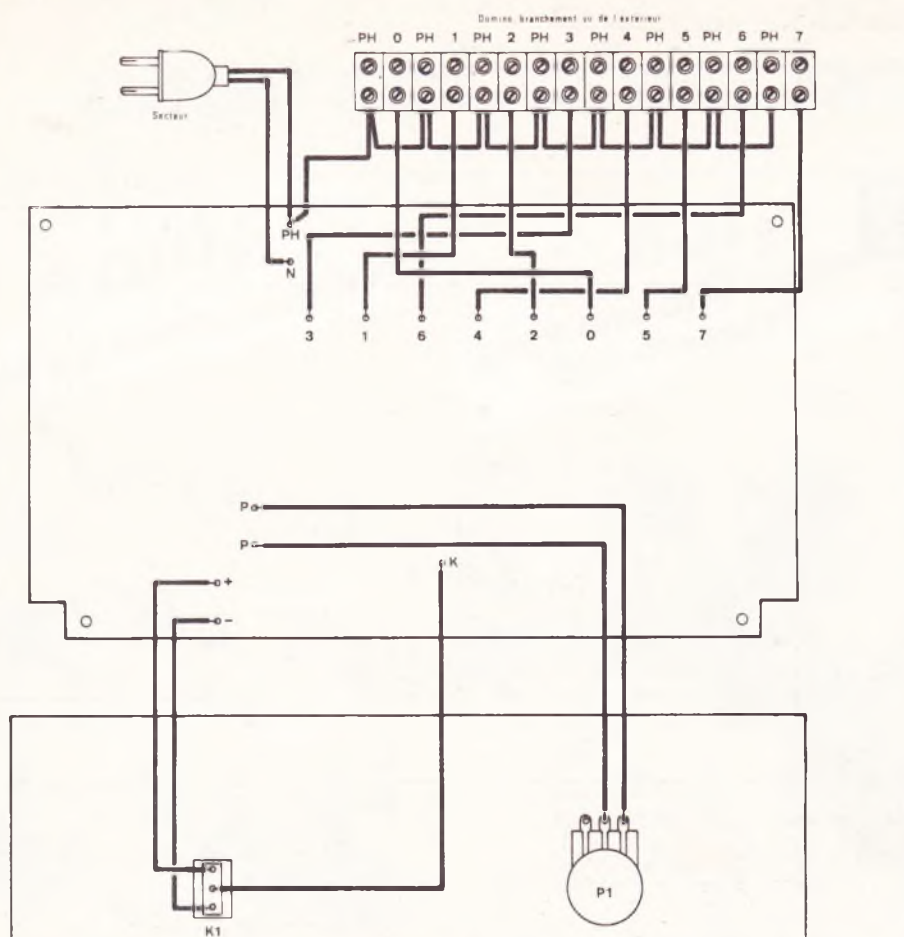 Domino branchement vu de l'exterieur
PH 0 PH 1 PH 2 PH 3 PH 4 PH 5 PH 6 PH 7
Secteur
PH
N
3 1 6 4 2 0 5 7
P
P
K
+
-
K1
P1